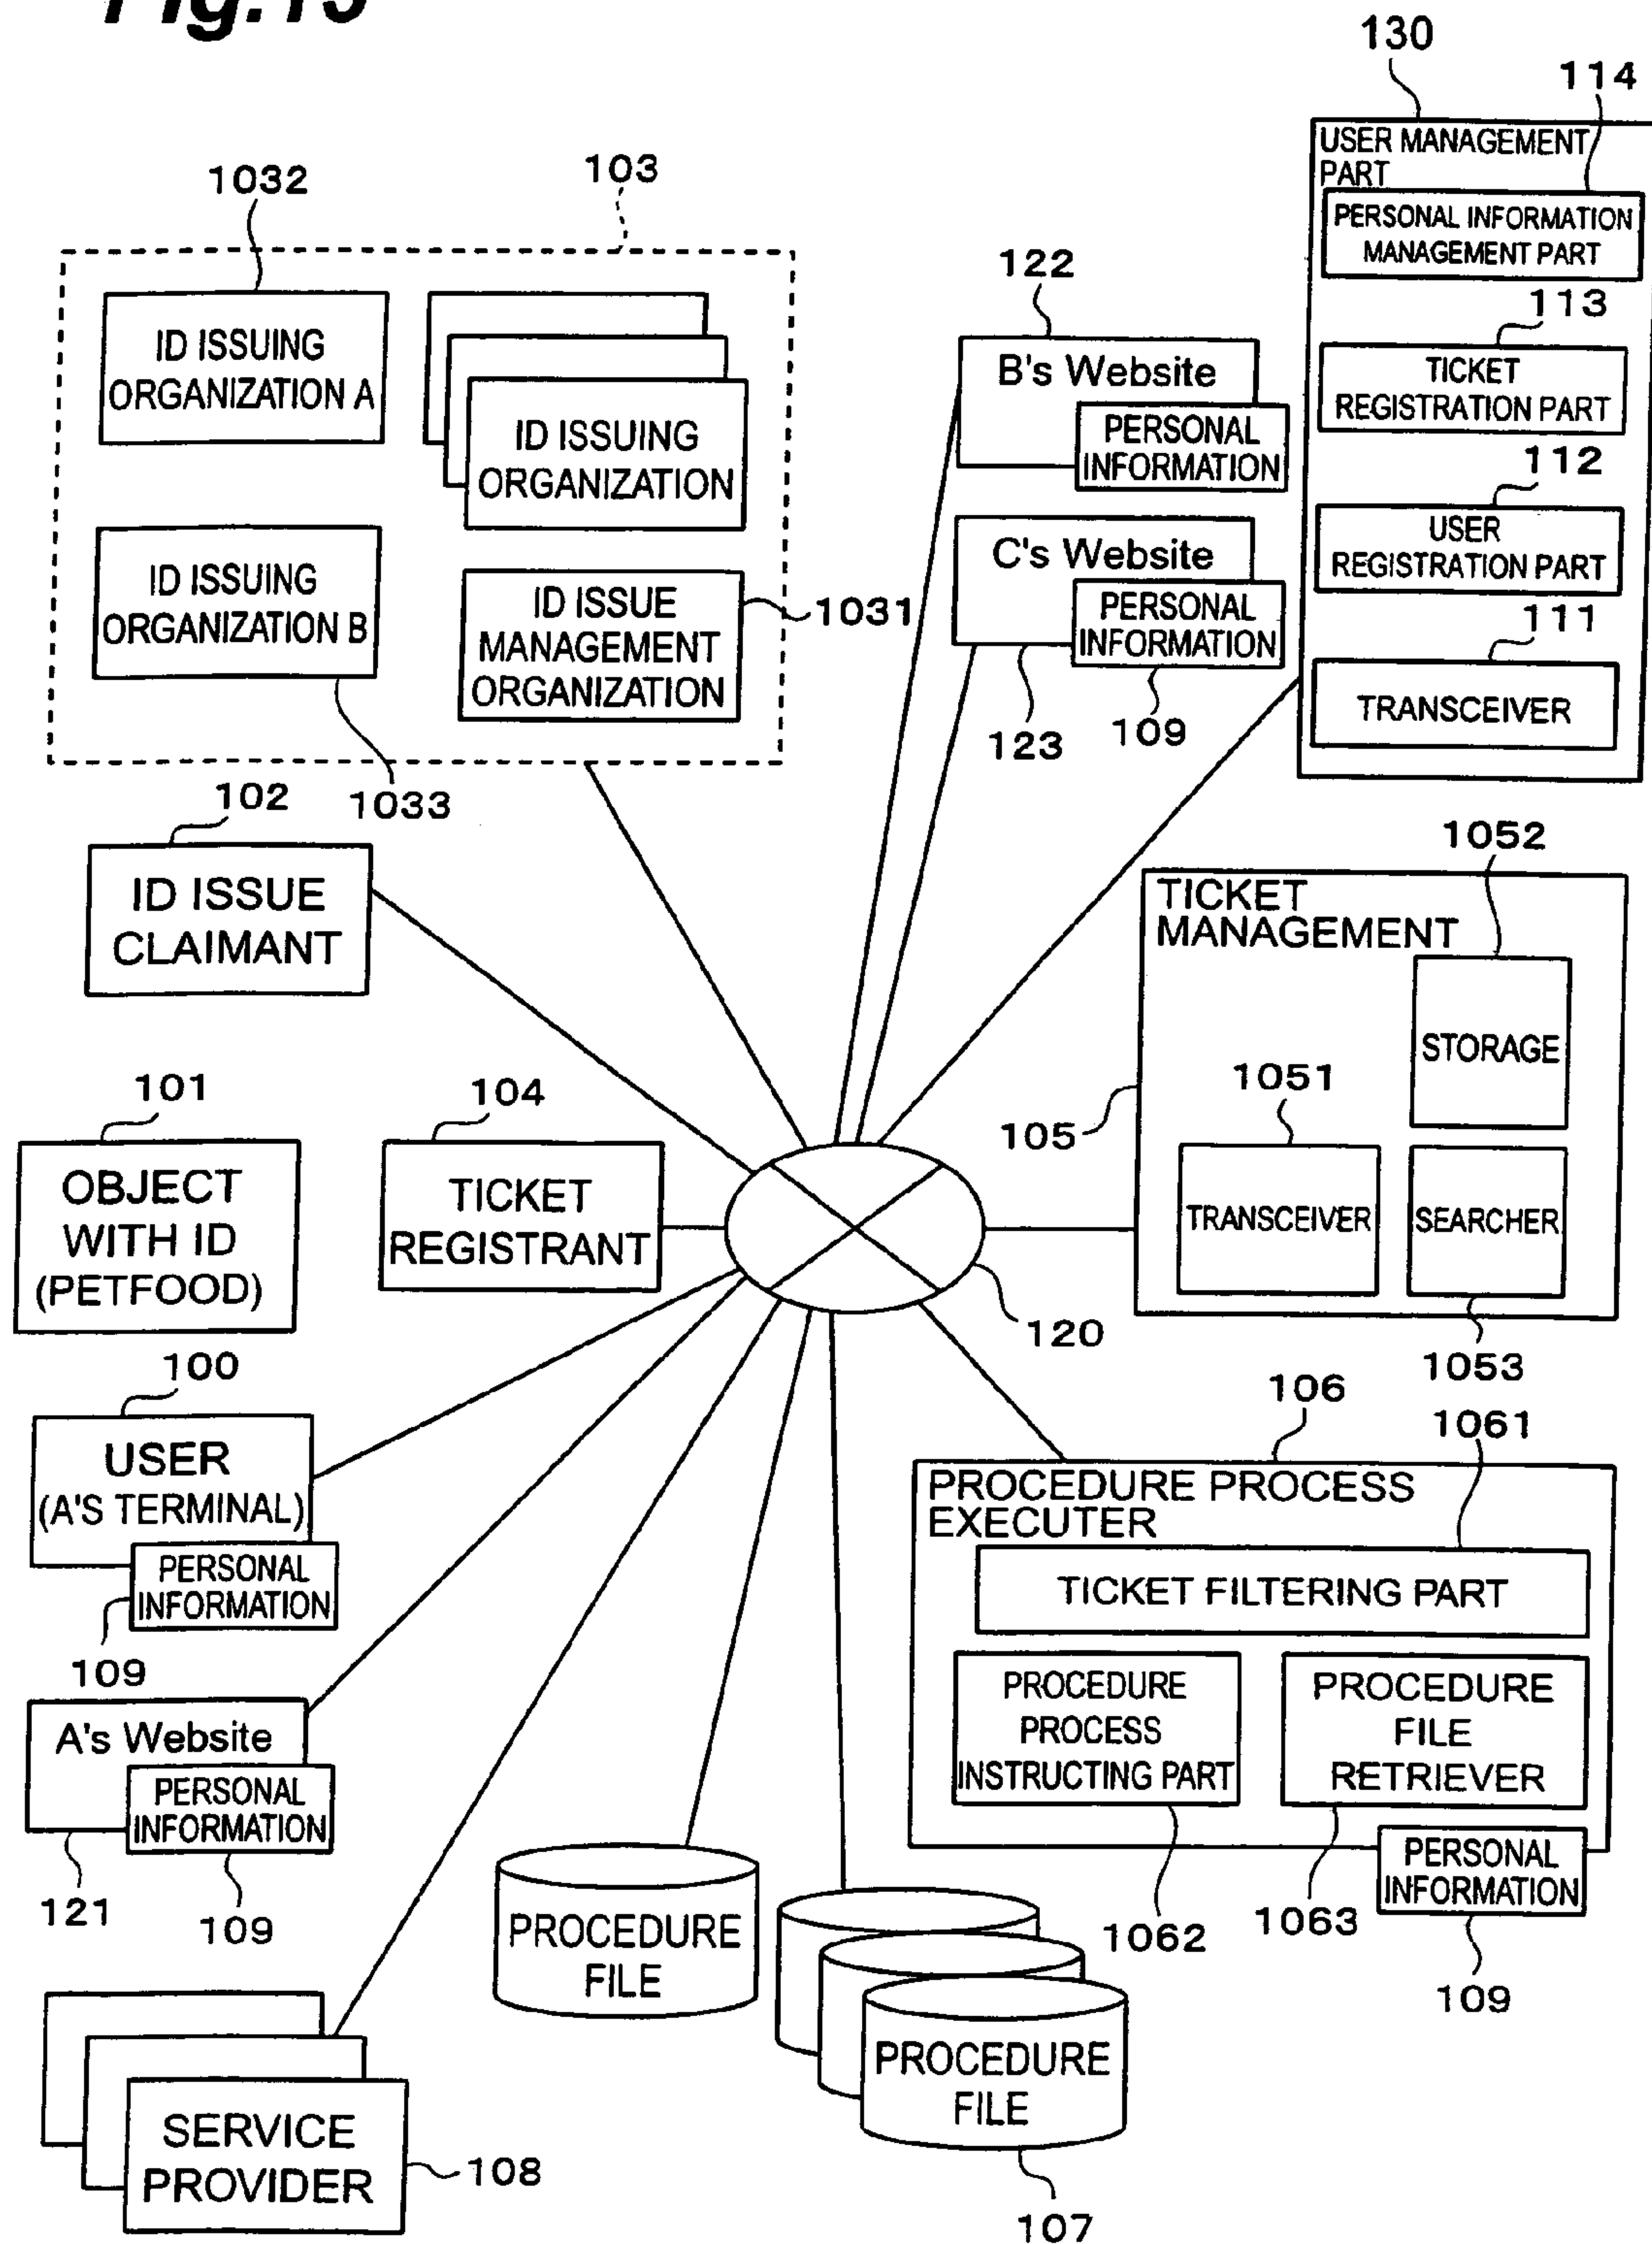 130
114
USER MANAGEMENT
PART
PERSONAL INFORMATION
MANAGEMENT PART
113
TICKET
REGISTRATION PART
112
USER
REGISTRATION PART
111
TRANSCEIVER
1032
103
ID ISSUING
ORGANIZATION A
ID ISSUING
ORGANIZATION
ID ISSUING
ORGANIZATION B
ID ISSUE
MANAGEMENT
ORGANIZATION
1031
1033
122
B's Website
PERSONAL
INFORMATION
C's Website
PERSONAL
INFORMATION
123
109
102
ID ISSUE
CLAIMANT
1052
TICKET
MANAGEMENT
STORAGE
1051
105
TRANSCEIVER
SEARCHER
1053
101
OBJECT
WITH ID
(PETFOOD)
104
TICKET
REGISTRANT
120
100
USER
(A'S TERMINAL)
PERSONAL
INFORMATION
109
A's Website
PERSONAL
INFORMATION
121
109
106
1061
PROCEDURE PROCESS
EXECUTER
TICKET FILTERING PART
PROCEDURE
PROCESS
INSTRUCTING PART
PROCEDURE
FILE
RETRIEVER
PERSONAL
INFORMATION
1062
1063
109
PROCEDURE
FILE
PROCEDURE
FILE
107
SERVICE
PROVIDER
108